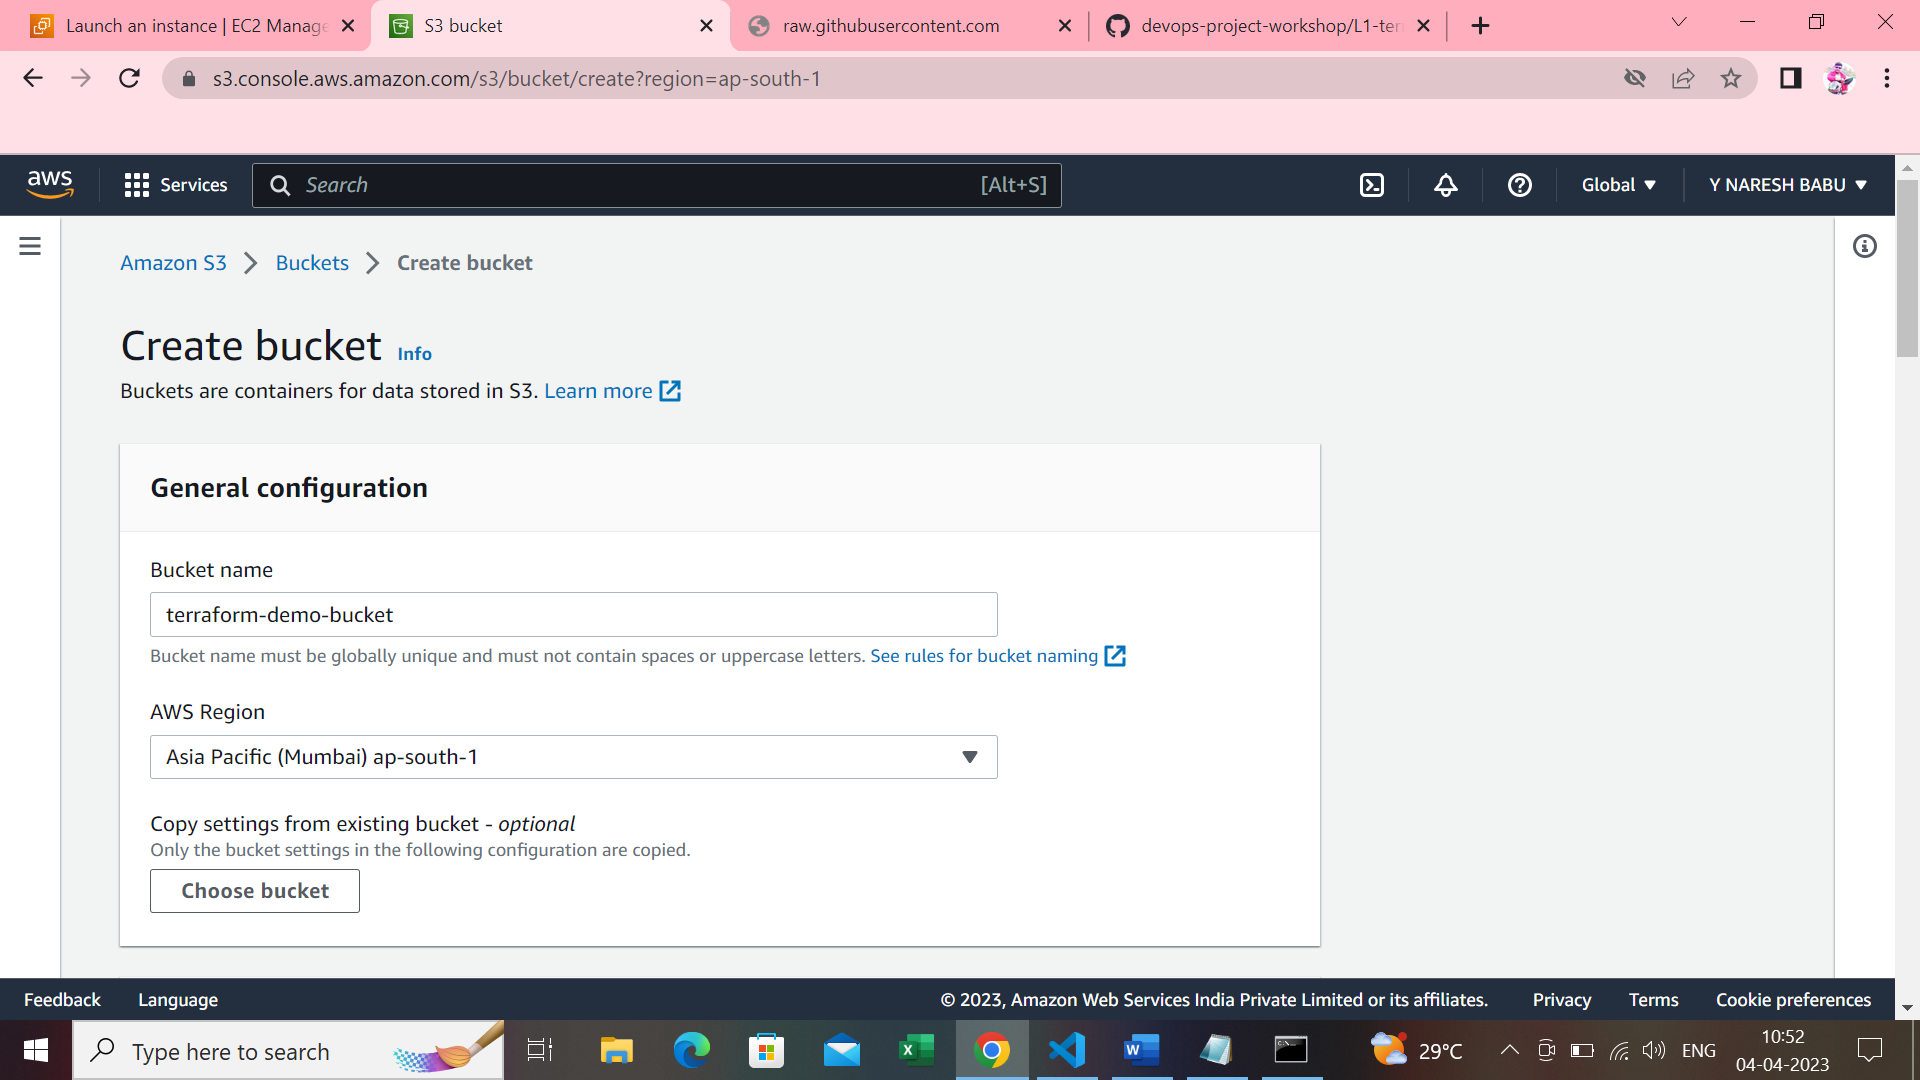 Launch an instance | EC2 Manage
S3 bucket
raw.githubusercontent.com
devops-project-workshop/L1-terr
s3.console.aws.amazon.com/s3/bucket/create?region=ap-south-1
aws
Services
Search
[Alt+S]
Global
Y NARESH BABU
Amazon S3
Buckets
Create bucket
Create bucket
Info
Buckets are containers for data stored in S3. Learn more
General configuration
Bucket name
terraform-demo-bucket
Bucket name must be globally unique and must not contain spaces or uppercase letters. See rules for bucket naming
AWS Region
Asia Pacific (Mumbai) ap-south-1
Copy settings from existing bucket - optional
Only the bucket settings in the following configuration are copied.
Choose bucket
Feedback
Language
© 2023, Amazon Web Services India Private Limited or its affiliates.
Privacy
Terms
Cookie preferences
Type here to search
29°C
ENG
10:52
04-04-2023